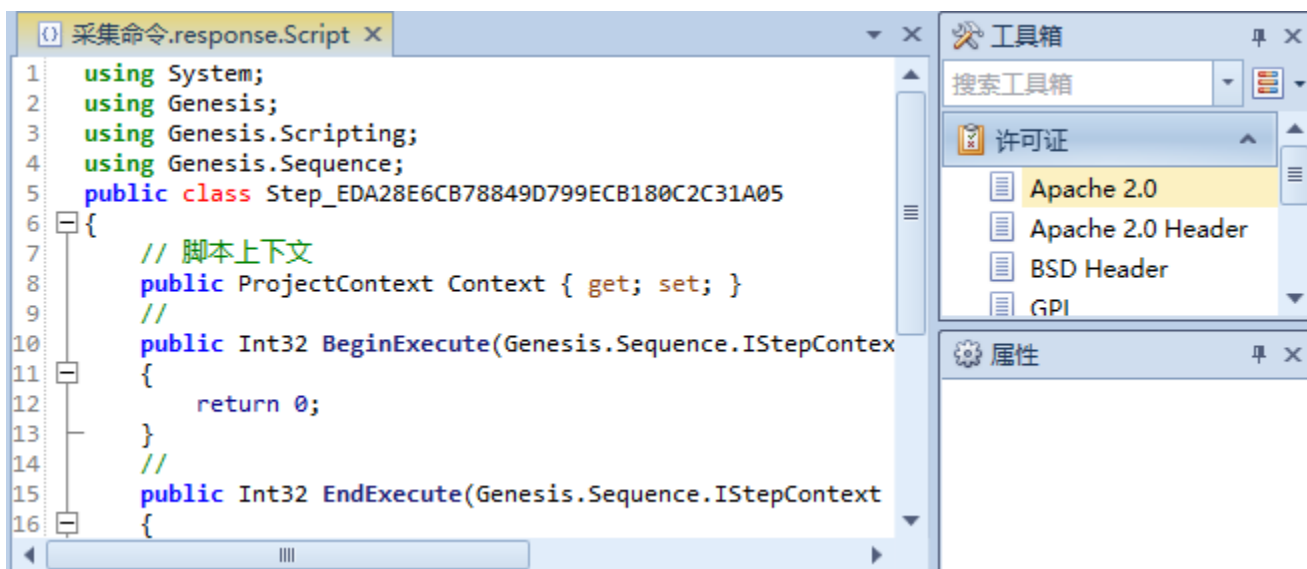 采集命令.response.Script
1 using System;
2 using Genesis;
3 using Genesis.Scripting;
4 using Genesis.Sequence;
5 public class Step_EDA28E6CB78849D799ECB180C2C31A05
6 {
7 // 脚本上下文
8 public ProjectContext Context { get; set; }
9 //
10 public Int32 BeginExecute(Genesis.Sequence.IStepContex
11 {
12 return 0;
13 }
14 //
15 public Int32 EndExecute(Genesis.Sequence.IStepContext
16 {
工具箱
搜索工具箱
许可证
Apache 2.0
Apache 2.0 Header
BSD Header
属性